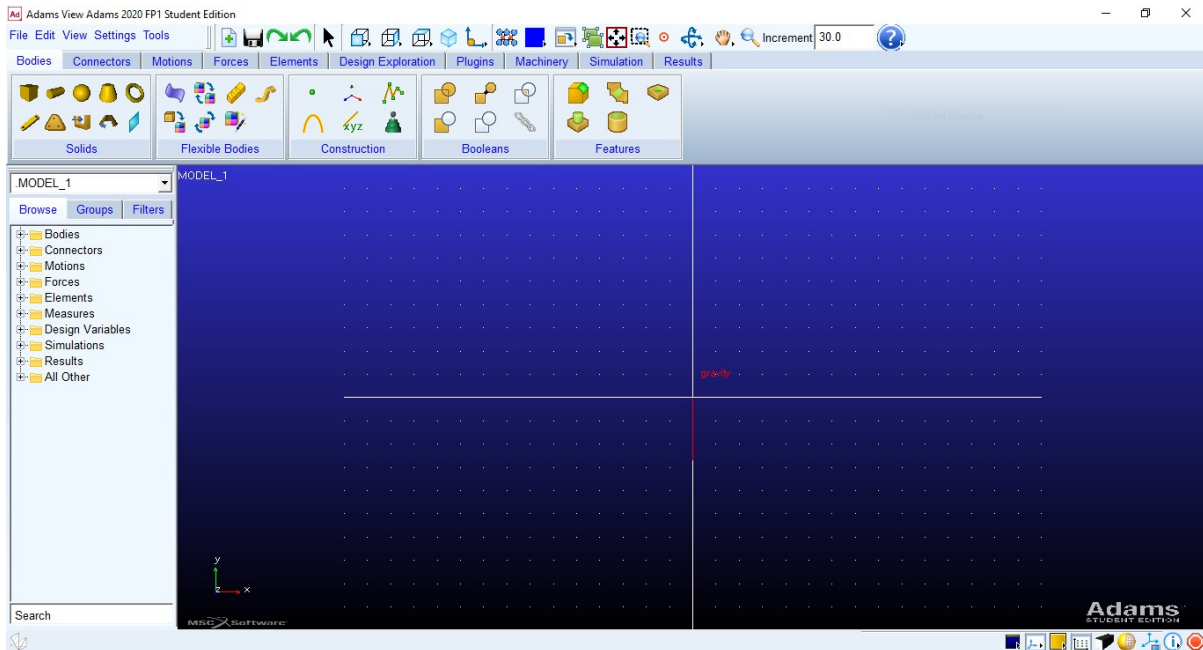 Ad Adams View Adams 2020 FP1 Student Edition
File Edit View Settings Tools
Increment 30.0 ?
Bodies Connectors Motions Forces Elements Design Exploration Plugins Machinery Simulation Results
xyz
Solids Flexible Bodies Construction Booleans Features
.MODEL_1
MODEL_1
Browse Groups Filters
Bodies
Connectors
Motions
Forces
Elements
Measures
Design Variables
Simulations
Results
All Other
gravity
y
z x
Search
MSC Software
Adams
STUDENT EDITION